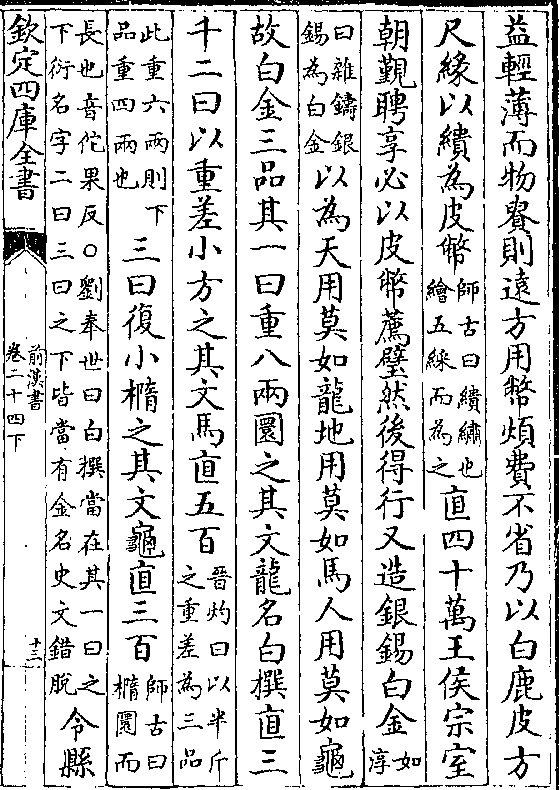 益輕薄而物貴則遠方用幣煩費不省乃以白鹿皮方
尺緣以繢為皮幣師古曰繢繡也繪五綵而為之直四十萬王侯宗室
朝覲聘享必以皮幣薦璧然後得行又造銀錫白金如淳
曰雜鑄銀錫為白金以為天用莫如龍地用莫如馬人用莫如龜
故白金三品其一曰重八兩圜之其文龍名白撰直三
千二曰以重差小方之其文馬直五百晉灼曰以半斤之重差為三品
此重六兩則下品重四兩也三曰復小橢之其文龜直三百師古曰橢圜而
長也音佗果反○劉奉世曰白撰當在其一曰之下衍名字二曰三曰之下皆當有金名史文錯脫令縣
欽定四庫全書
前漢書
卷二十四下
十三